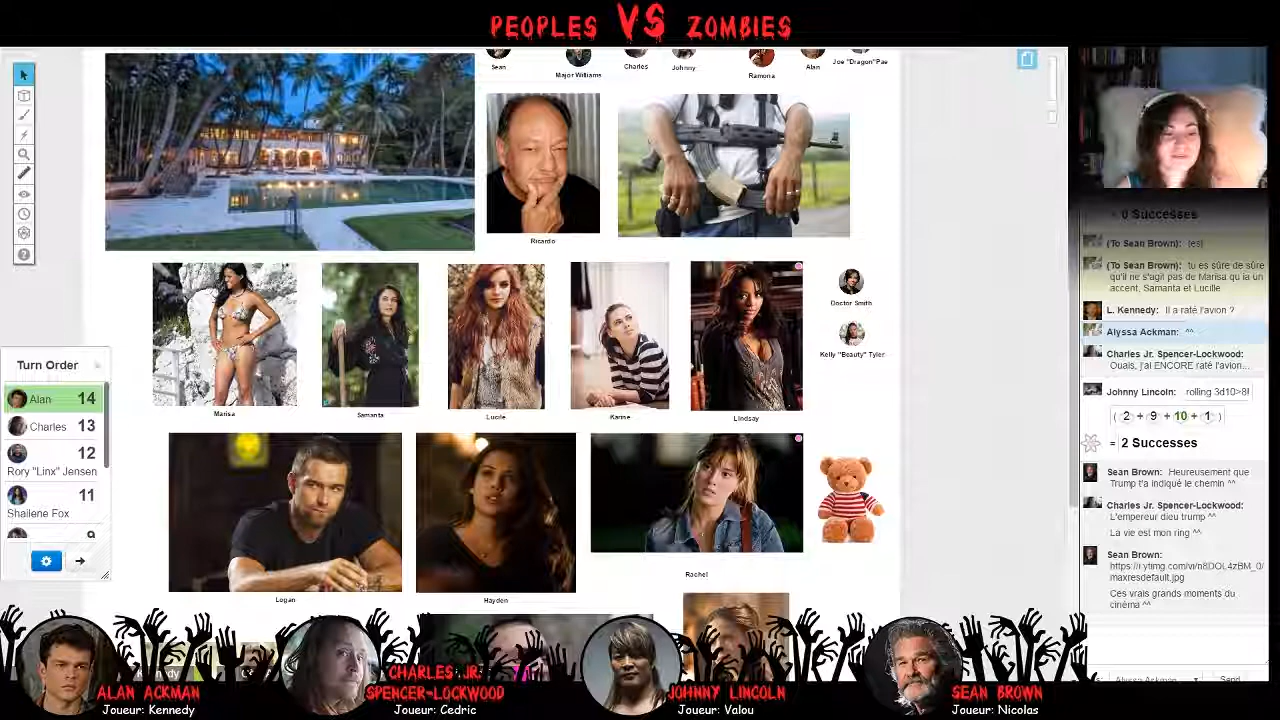 PEOPLES VS ZOMBIES
Sean
Major Williams
Charles
Johnny
Ramona
Alan
Joe "Dragon"Pae
Ricardo
Doctor Smith
Kelly "Beauty" Tyler
Marisa
Samanta
Lucile
Karine
Lindsay
Logan
Hayden
Rachel
Turn Order
Alan 14
Charles 13
12
Rory "Linx" Jensen
11
Shailene Fox
9
0 Successes
(To Sean Brown): (es)
(To Sean Brown): tu es sûre de sûre
qu'il ne s'agit pas de Marisa qui a un
accent, Samanta et Lucille
L. Kennedy: Il a raté l'avion ?
Alyssa Ackman: ^^
Charles Jr. Spencer-Lockwood:
Ouais, j'ai ENCORE raté l'avion...
Johnny Lincoln: rolling 3d10>8!
( 2 + 9 + 10 + 1 )
= 2 Successes
Sean Brown: Heureusement que
Trump t'a indiqué le chemin ^^
Charles Jr. Spencer-Lockwood:
L'empereur dieu trump ^^
La vie est mon ring ^^
Sean Brown:
maxresdefault.jpg
Ces vrais grands moments du
cinéma ^^
Alyssa Ackman
Send
ALAN ACKMAN
Joueur: Kennedy
CHARLES JR.
SPENCER-LOCKWOOD
Joueur: Cedric
JOHNNY LINCOLN
Joueur: Valou
SEAN BROWN
Joueur: Nicolas